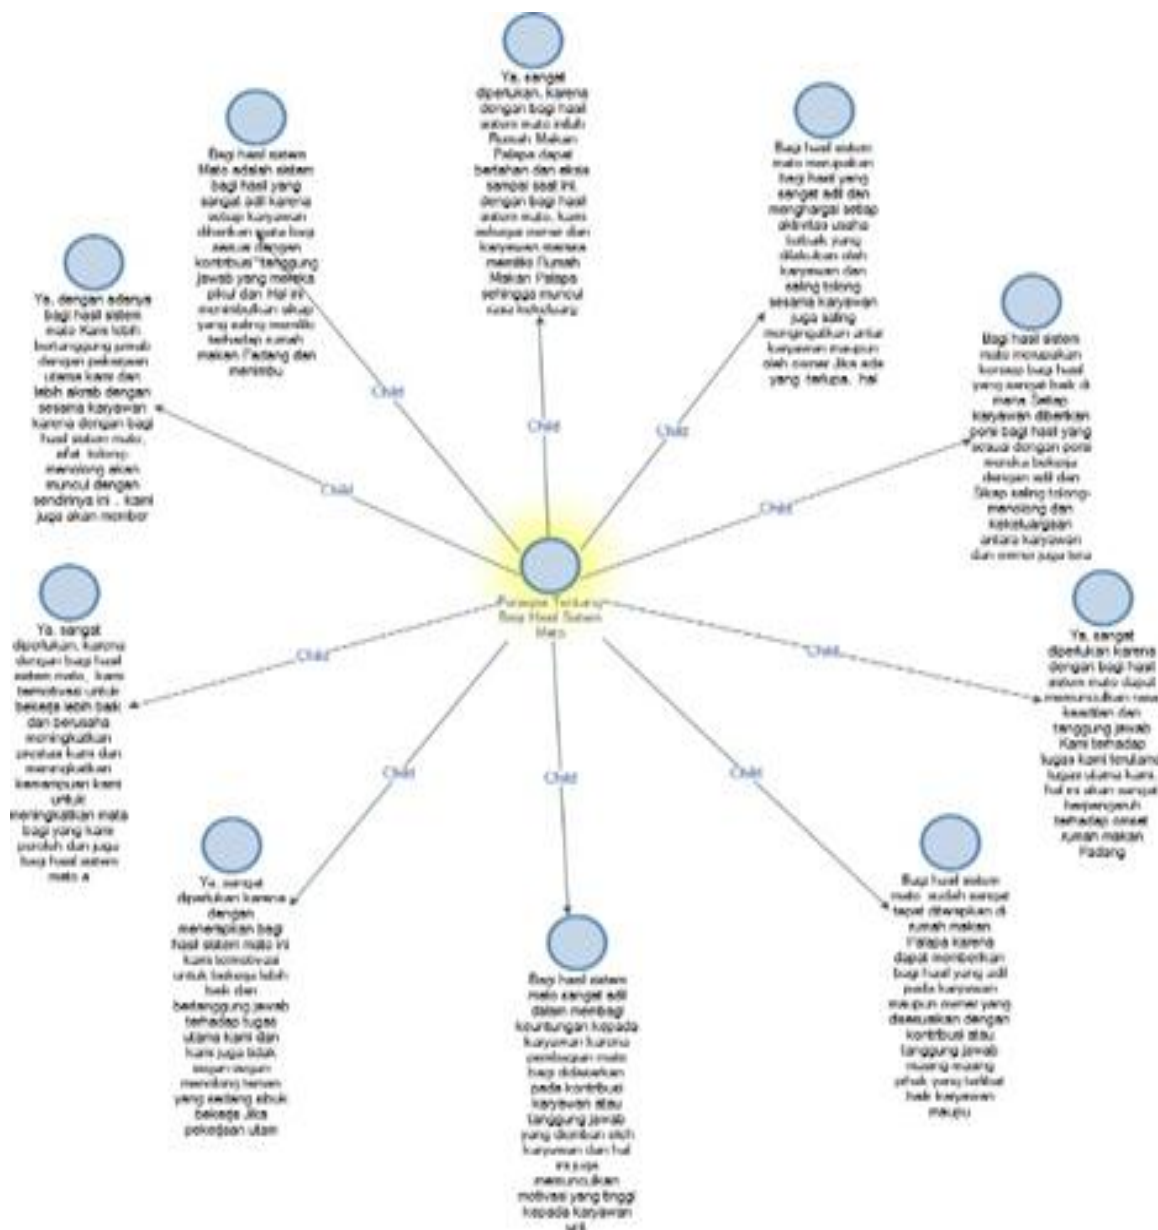 Ya, sangat
diperlukan, karena
dengan bagi hasil
sistem mato inilah
Rumah Makan
Palapa dapat
bertahan dan eksis
sampai saat ini.
dengan bagi hasil
sistem mato, kami
sebagai owner dan
karyawan merasa
memiliki Rumah
Makan Palapa
sehingga muncul
rasa kekeluarg
Bagi hasil sistem
Mato adalah sistem
bagi hasil yang
sangat adil karena
setiap karyawan
diberikan mata bagi
sesuai dengan
kontribusi tanggung
jawab yang mereka
pikul dan Hal ini
menimbulkan sikap
yang saling memiliki
terhadap rumah
makan Padang dan
menimbu
Bagi hasil sistem
mato merupakan
bagi hasil yang
sangat adil dan
menghargai setiap
aktivitas usaha
terbaik yang
dilakukan oleh
karyawan dan
saling tolong
sesama karyawan
juga saling
mengingatkan antar
karyawan maupun
oleh owner Jika ada
yang terlupa, hal
Ya, dengan adanya
bagi hasil sistem
mato Kami lebih
bertanggung jawab
dengan pekerjaan
utama kami dan
lebih akrab dengan
sesama karyawan
karena dengan bagi
hasil sistem mato,
sifat tolong-
menolong akan
muncul dengan
sendirinya ini , kami
juga akan member
Bagi hasil sistem
mato merupakan
konsep bagi hasil
yang sangat baik di
mana Setiap
karyawan diberikan
porsi bagi hasil yang
sesuai dengan porsi
mereka bekerja
dengan adil dan
Sikap saling tolong-
menolong dan
kekeluargaan
antara karyawan
dan owner juga
Child
Child
Child
Child
Child
Child
Bagi Hasil Sistem
Mato
Ya, sangat
diperlukan, karena
dengan bagi hasil
sistem mato, kami
termotivasi untuk
bekerja lebih baik
dan berusaha
meningkatkan
prestasi kami dan
meningkatkan
kemampuan kami
untuk
meningkatkan mata
bagi yang kami
peroleh dan juga
bagi hasil sistem
mato a
Ya, sangat
diperlukan karena
dengan bagi hasil
sistem mato dapat
memunculkan rasa
keadilan dan
tanggung jawab
Kami terhadap
tugas kami terutama
tugas utama kami.
hal ini akan sangat
berpengaruh
terhadap omset
rumah makan
Padang
Child
Child
Child
Child
Ya, sangat
diperlukan karena
dengan
menerapkan bagi
hasil sistem mato ini
kami termotivasi
untuk bekerja lebih
baik dan
bertanggung jawab
terhadap tugas
utama kami dan
kami juga tidak
segan segan
menolong teman
yang sedang sibuk
bekerja Jika
pekerjaan utam
Bagi hasil sistem
mato sangat adil
dalam membagi
keuntungan kepada
karyawan karena
pembagian mato
bagi didasarkan
pada kontribusi
karyawan atau
tanggung jawab
yang diemban oleh
karyawan dan hal
ini juga
memunculkan
motivasi yang tinggi
kepada karyawan
Bagi hasil sistem
mato sudah sangat
tepat diterapkan di
rumah makan
Palapa karena
dapat memberikan
bagi hasil yang adil
pada karyawan
maupun owner yang
disesuaikan dengan
kontribusi atau
tanggung jawab
masing masing
pihak yang terlibat
baik karyawan
maupu